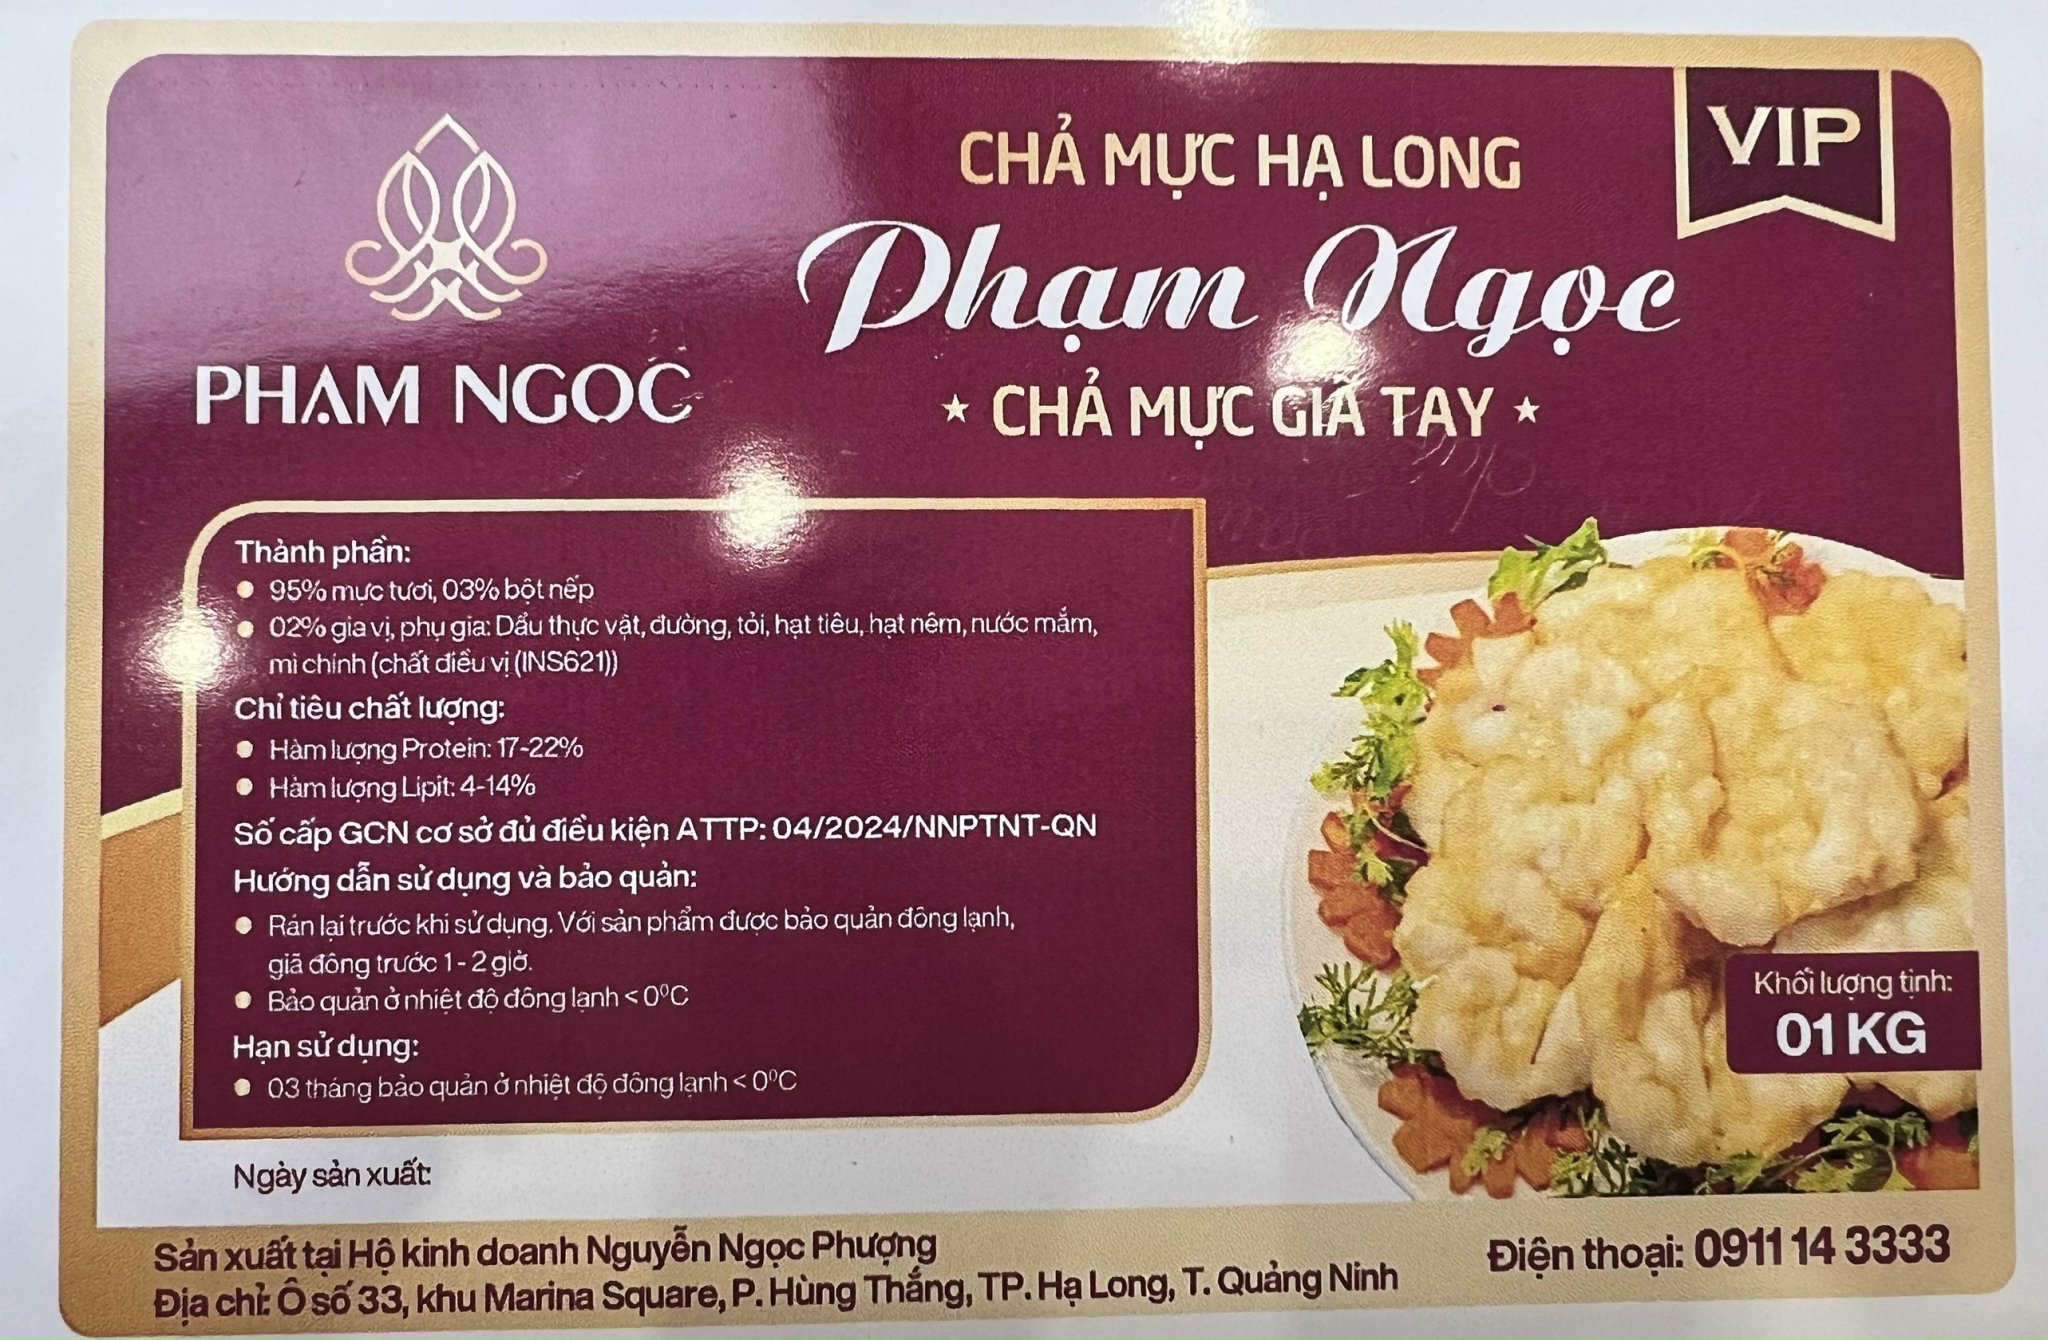 PHẠM NGỌC
CHẢ MỰC HẠ LONG
Phạm Ngọc
★ CHẢ MỰC GIÃ TAY ★
VIP
Thành phần:
● 95% mực tươi, 03% bột nếp
● 02% gia vị, phụ gia: Dầu thực vật, đường, tỏi, hạt tiêu, hạt nêm, nước mắm,
mì chính (chất điều vị (INS621))
Chỉ tiêu chất lượng:
● Hàm lượng Protein: 17-22%
● Hàm lượng Lipit: 4-14%
Số cấp GCN cơ sở đủ điều kiện ATTP: 04/2024/NNPTNT-QN
Hướng dẫn sử dụng và bảo quản:
● Rán lại trước khi sử dụng. Với sản phẩm được bảo quản đông lạnh,
giã đông trước 1 - 2 giờ.
● Bảo quản ở nhiệt độ đông lạnh < 0⁰C
Hạn sử dụng:
● 03 tháng bảo quản ở nhiệt độ đông lạnh < 0⁰C
Khối lượng tịnh:
01 KG
Ngày sản xuất:
Sản xuất tại Hộ kinh doanh Nguyễn Ngọc Phượng
Địa chỉ: Ô số 33, khu Marina Square, P. Hùng Thắng, TP. Hạ Long, T. Quảng Ninh
Điện thoại: 091114 3333